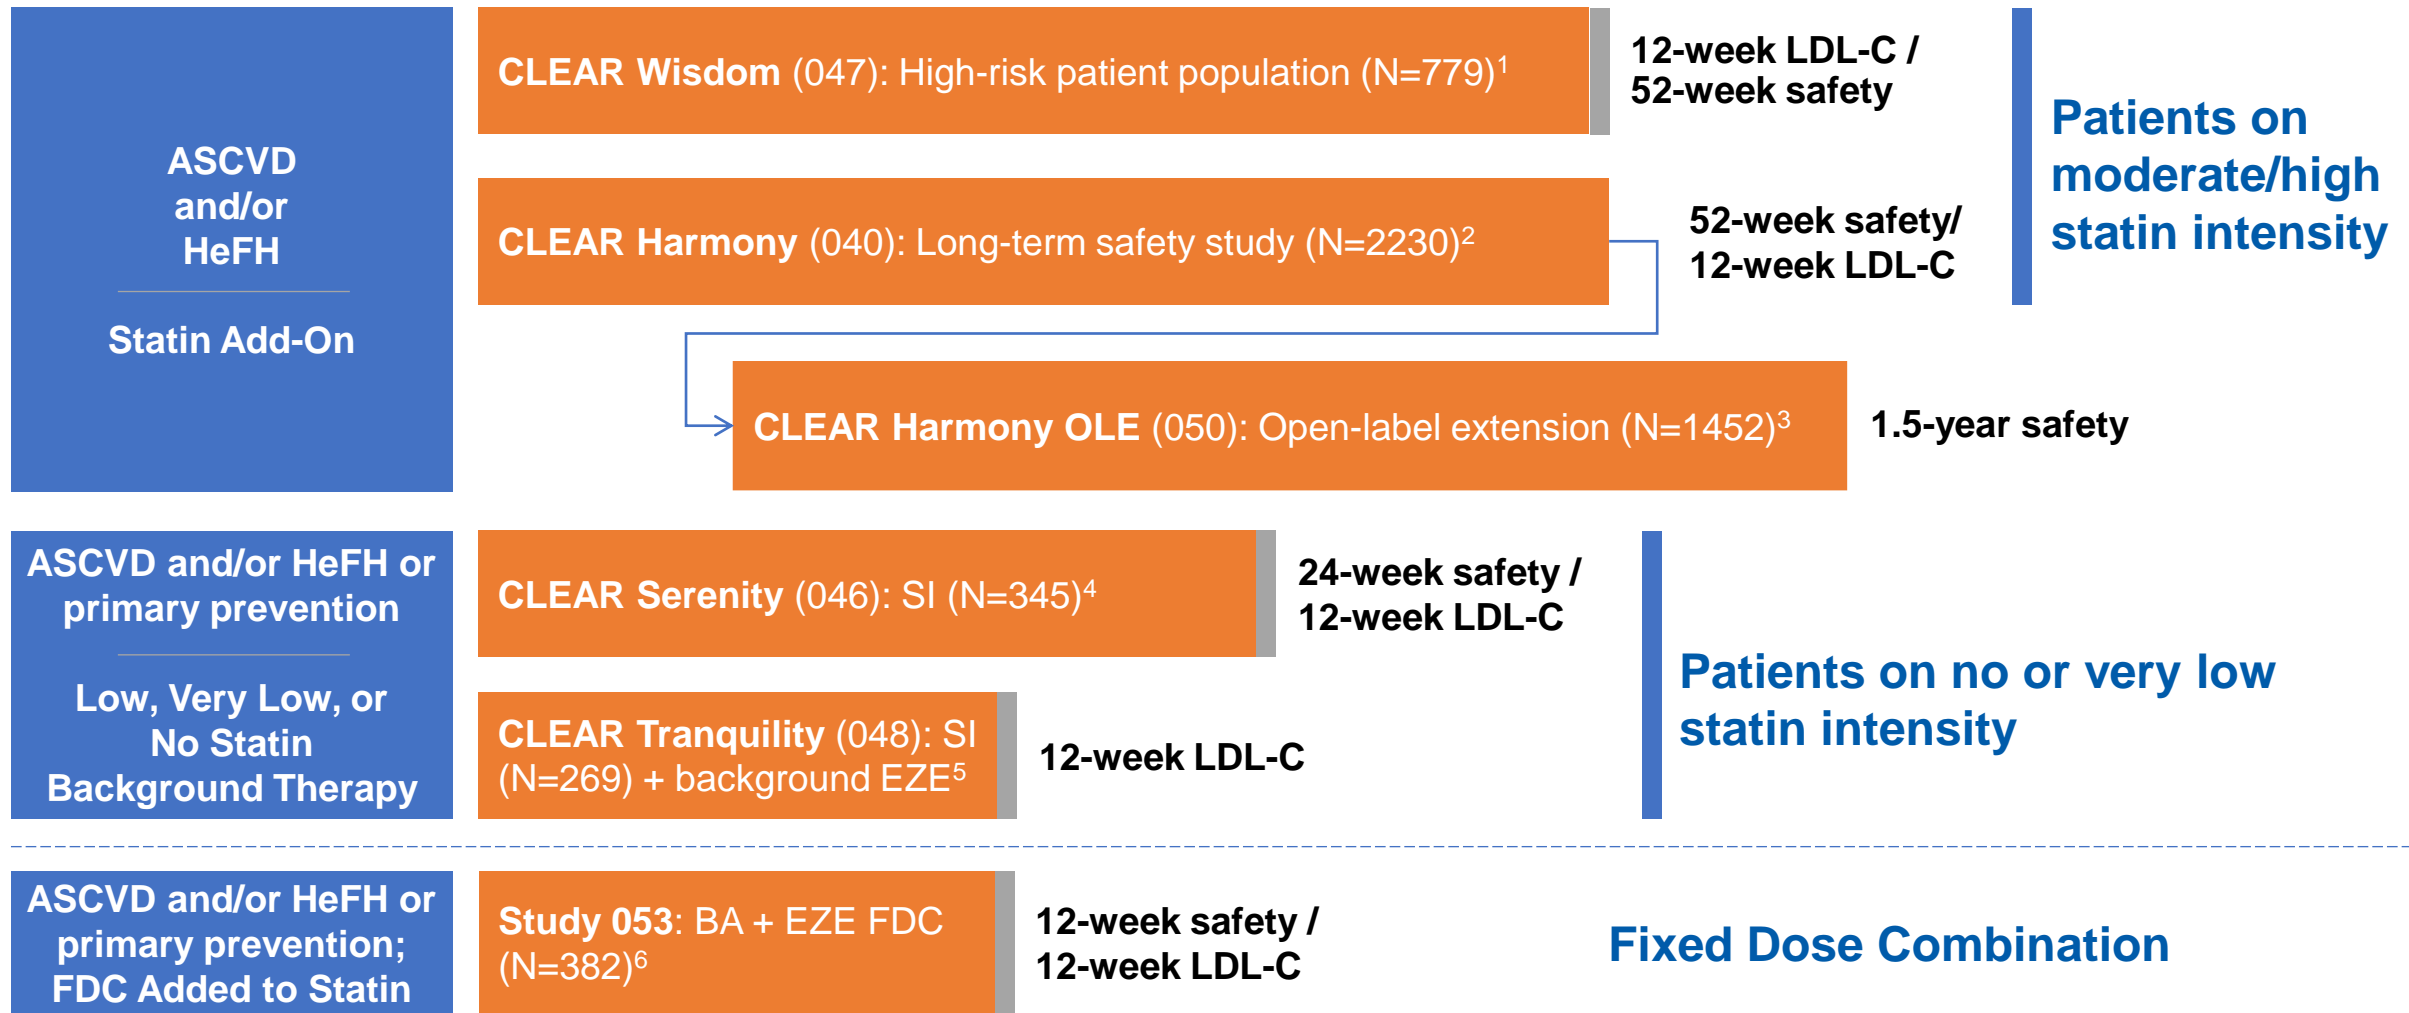 ASCVD
and/or
HeFH
Statin Add-On
CLEAR Wisdom (047): High-risk patient population (N=779)¹
12-week LDL-C /
52-week safety
CLEAR Harmony (040): Long-term safety study (N=2230)²
52-week safety/
12-week LDL-C
Patients on
moderate/high
statin intensity
CLEAR Harmony OLE (050): Open-label extension (N=1452)³
1.5-year safety
ASCVD and/or HeFH or
primary prevention
Low, Very Low, or
No Statin
Background Therapy
CLEAR Serenity (046): SI (N=345)⁴
24-week safety /
12-week LDL-C
CLEAR Tranquility (048): SI
(N=269) + background EZE⁵
12-week LDL-C
Patients on no or very low
statin intensity
ASCVD and/or HeFH or
primary prevention;
FDC Added to Statin
Study 053: BA + EZE FDC
(N=382)⁶
12-week safety /
12-week LDL-C
Fixed Dose Combination